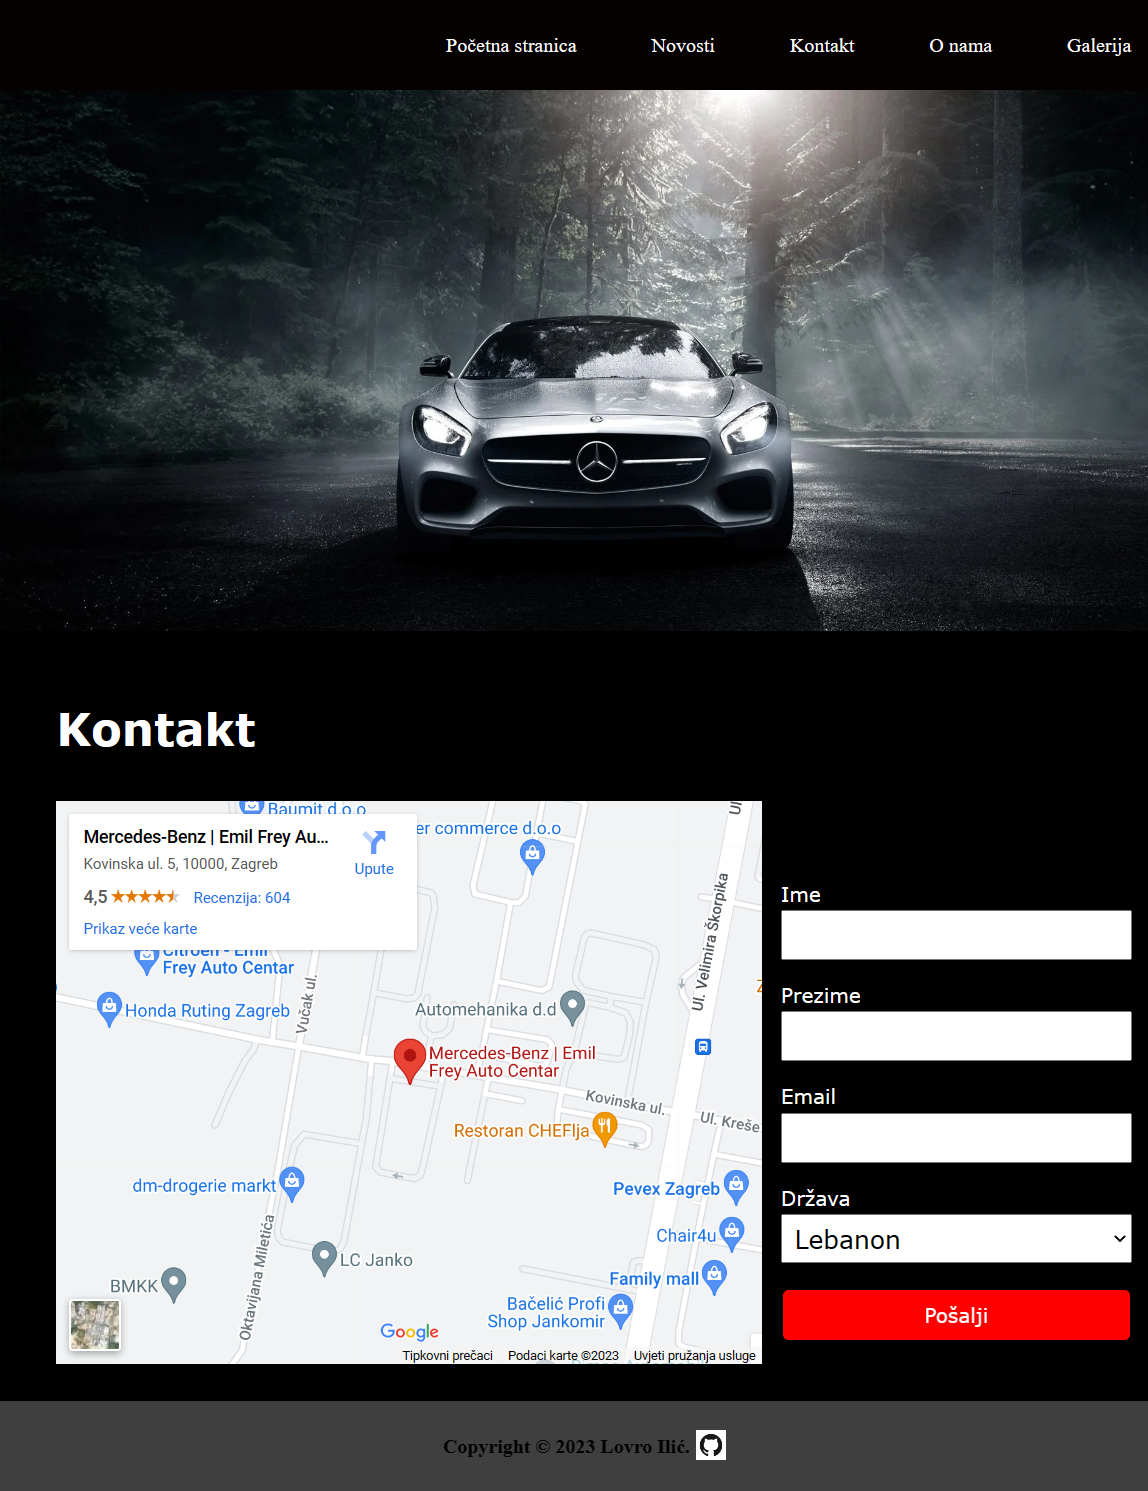 Početna stranica
Novosti
Kontakt
O nama
Galerija
Kontakt
Baumit d.o.o
er commerce d.o.o
Mercedes-Benz | Emil Frey Au...
Upute
Kovinska ul. 5, 10000, Zagreb
4,5
Recenzija: 604
Prikaz veće karte
Citroën - Emil
Frey Auto Centar
Honda Ruting Zagreb
Vučak ul.
Automehanika d.d
Ul. Velimira Škorpika
Mercedes-Benz | Emil
Frey Auto Centar
Kovinska ul.
Ul. Kreše
Restoran CHEFIja
dm-drogerie markt
Pevex Zagreb
Chair4u
LC Janko
Family mall
BMKK
Oktavijana Miletića
Bačelić Profi
Shop Jankomir
Google
Tipkovni prečaci
Podaci karte ©2023
Uvjeti pružanja usluge
Ime
Prezime
Email
Država
Lebanon
Pošalji
Copyright © 2023 Lovro Ilić.